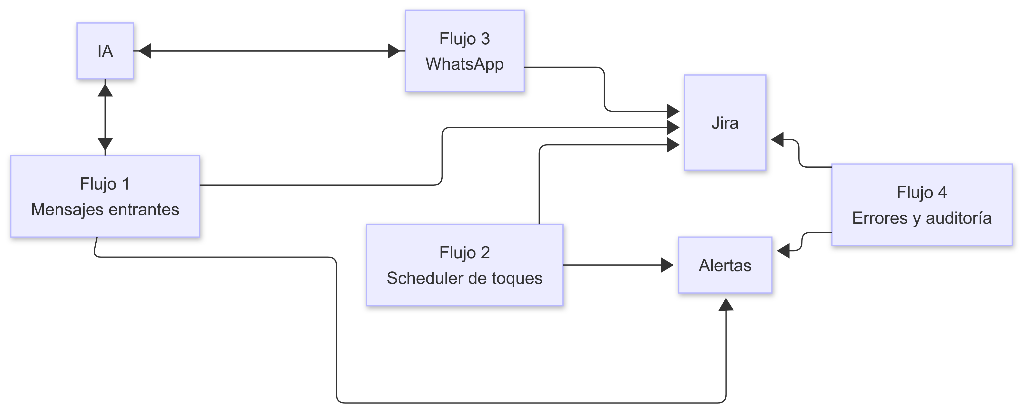 IA
Flujo 3
WhatsApp
Jira
Flujo 1
Mensajes entrantes
Flujo 4
Errores y auditoría
Flujo 2
Scheduler de toques
Alertas